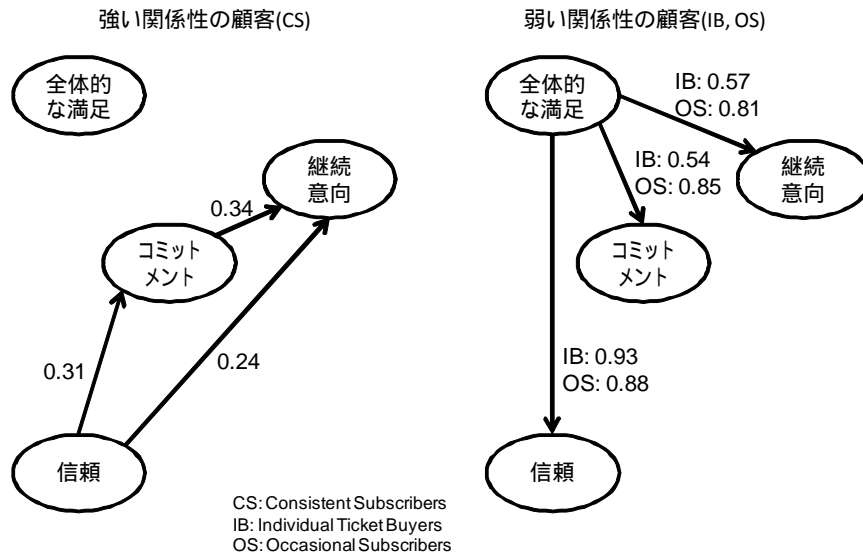 強い関係性の顧客(CS)
全体的
な満足
継続
意向
0.34
コミット
メント
0.31
0.24
信頼
弱い関係性の顧客(IB, OS)
全体的
な満足
IB: 0.57
OS: 0.81
IB: 0.54
OS: 0.85
継続
意向
コミット
メント
IB: 0.93
OS: 0.88
信頼
CS: Consistent Subscribers
IB: Individual Ticket Buyers
OS: Occasional Subscribers